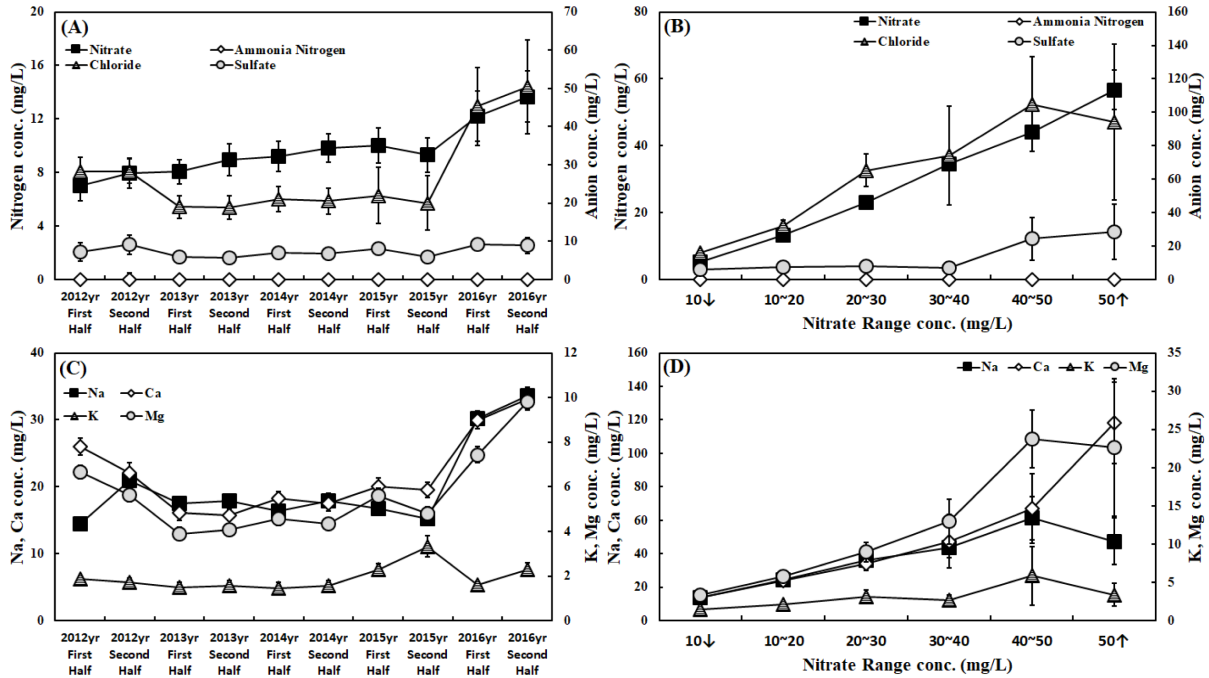 (A)
Nitrate
Ammonia Nitrogen
Chloride
Sulfate
Nitrogen conc. (mg/L)
20
16
12
8
4
0
Anion conc. (mg/L)
70
60
50
40
30
20
10
0
2012yr First Half
2012yr Second Half
2013yr First Half
2013yr Second Half
2014yr First Half
2014yr Second Half
2015yr First Half
2015yr Second Half
2016yr First Half
2016yr Second Half
(B)
Nitrate
Ammonia Nitrogen
Chloride
Sulfate
Nitrogen conc. (mg/L)
80
60
40
20
0
Anion conc. (mg/L)
160
140
120
100
80
60
40
20
0
10↓
10~20
20~30
30~40
40~50
50↑
Nitrate Range conc. (mg/L)
(C)
Na
Ca
K
Mg
Na, Ca conc. (mg/L)
40
30
20
10
0
K, Mg conc. (mg/L)
12
10
8
6
4
2
0
2012yr First Half
2012yr Second Half
2013yr First Half
2013yr Second Half
2014yr First Half
2014yr Second Half
2015yr First Half
2015yr Second Half
2016yr First Half
2016yr Second Half
(D)
Na
Ca
K
Mg
Na, Ca conc. (mg/L)
160
140
120
100
80
60
40
20
0
K, Mg conc. (mg/L)
35
30
25
20
15
10
5
0
10↓
10~20
20~30
30~40
40~50
50↑
Nitrate Range conc. (mg/L)